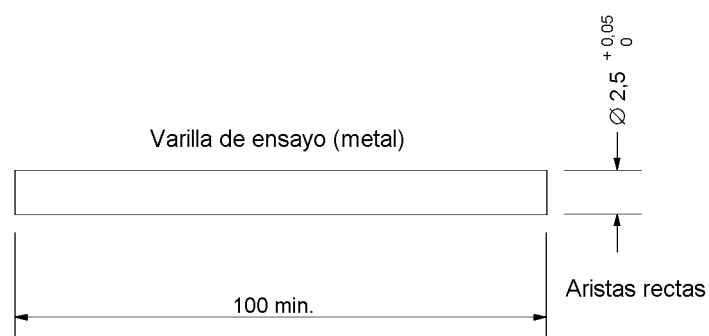 + 0,05
0
Ø 2,5
Varilla de ensayo (metal)
Aristas rectas
100 min.